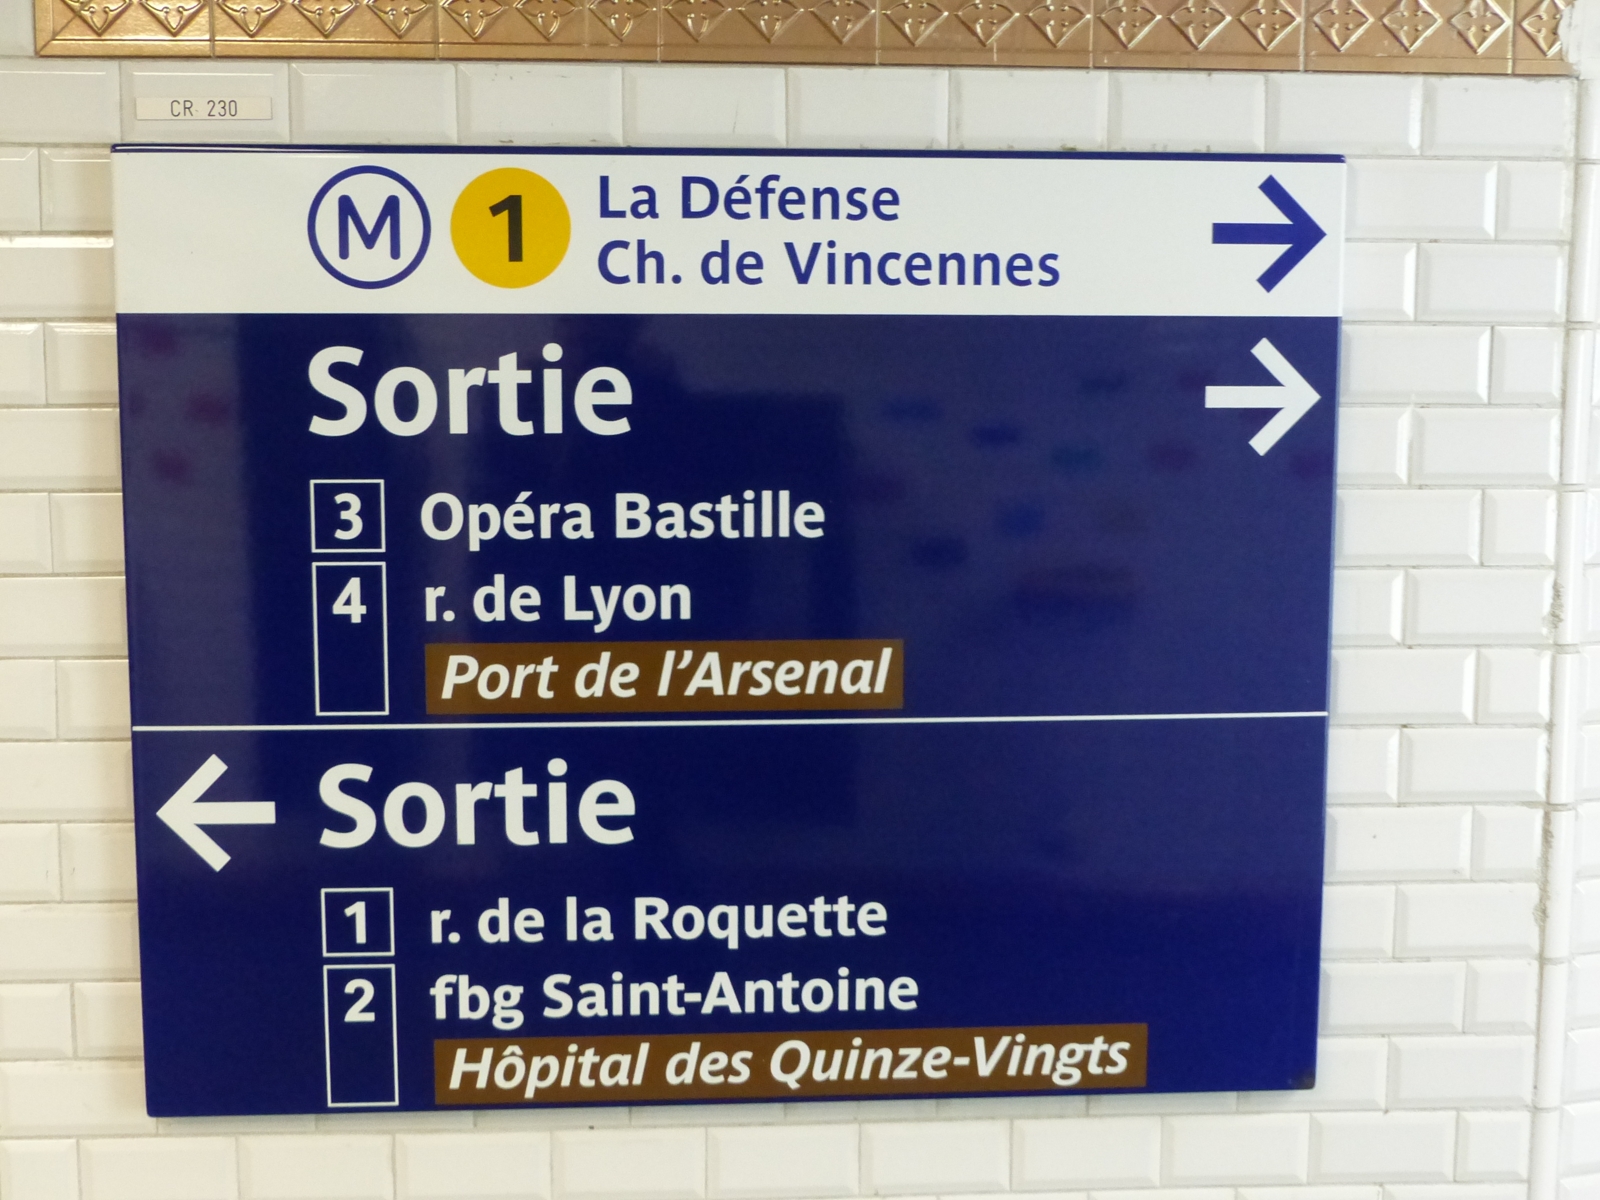 CR 230
M 1 La Défense
Ch. de Vincennes
Sortie
3 Opéra Bastille
4 r. de Lyon
Port de l'Arsenal
Sortie
1 r. de la Roquette
2 fbg Saint-Antoine
Hôpital des Quinze-Vingts